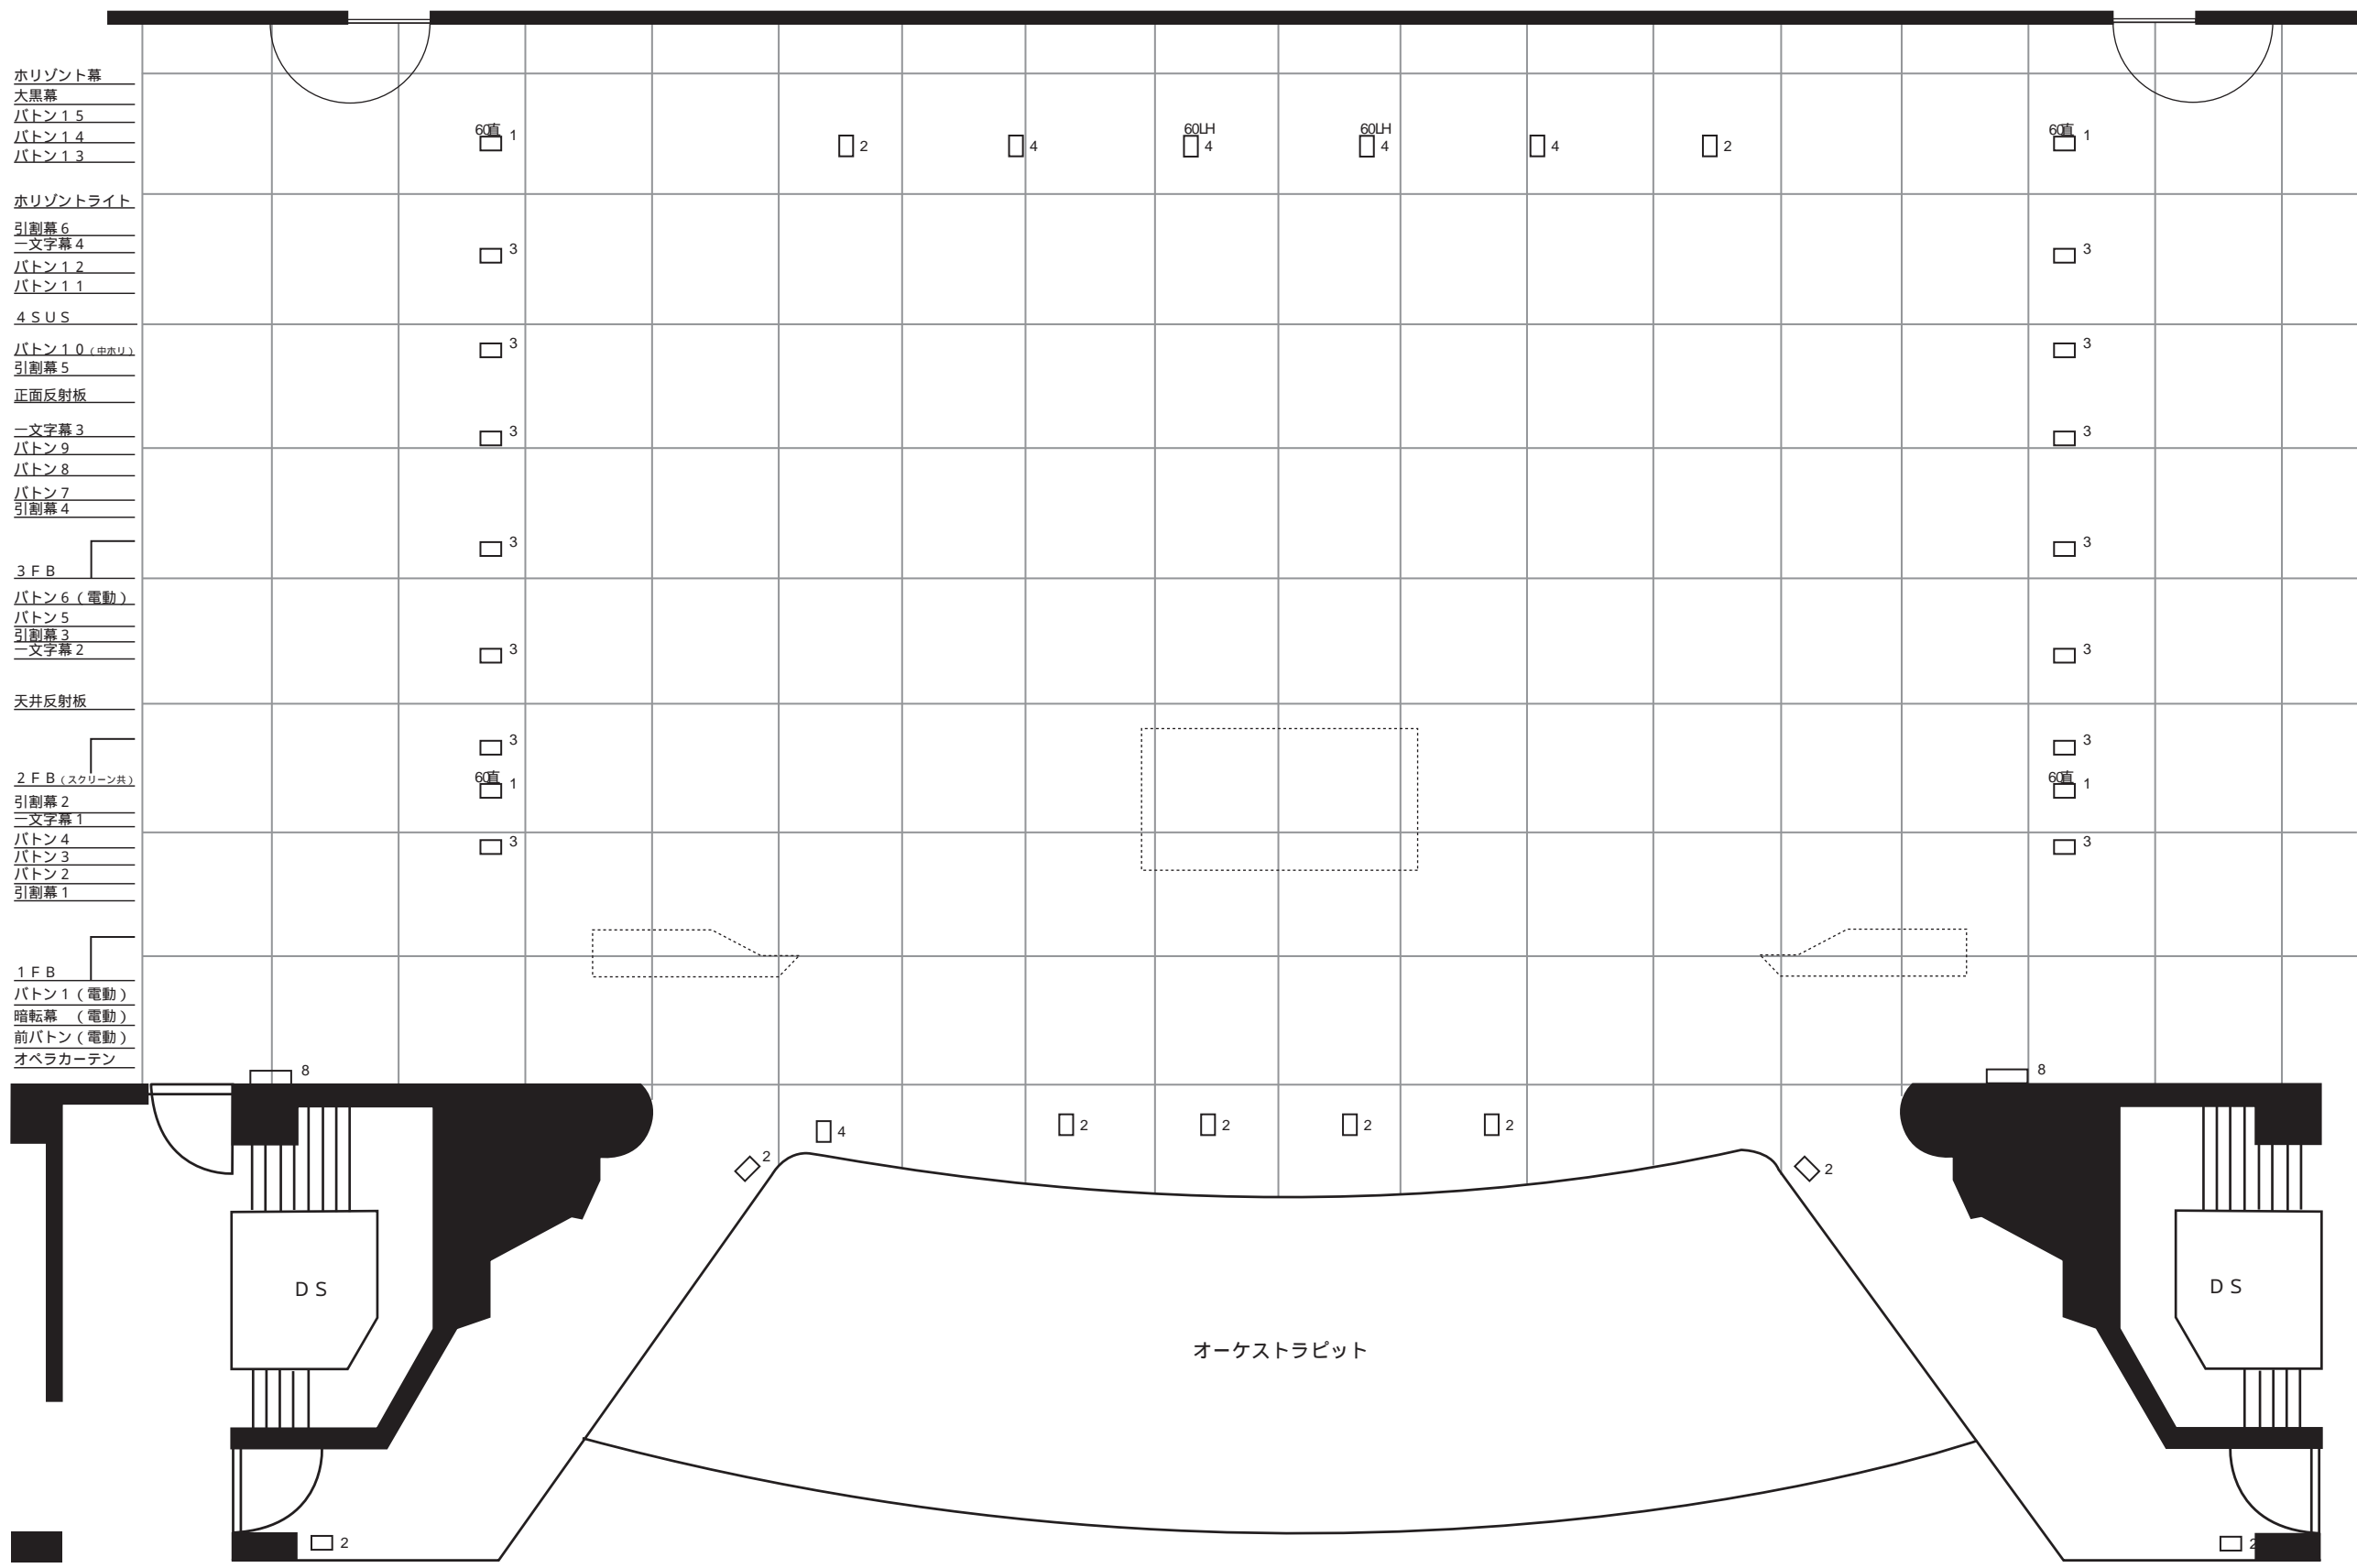 ホリゾント幕
大黒幕
バトン１５
60直 1
60LH
60LH
60直 1
バトン１４
2
4
4
4
4
2
バトン１３
ホリゾントライト
引割幕６
一文字幕４
3
3
バトン１２
バトン１１
４ＳＵＳ
バトン１０（中ホリ）
3
3
引割幕５
正面反射板
一文字幕３
3
3
バトン９
バトン８
バトン７
引割幕４
3
3
３ＦＢ
バトン６（電動）
バトン５
引割幕３
一文字幕２
3
3
天井反射板
3
3
２ＦＢ（スクリーン共）
60直 1
60直 1
引割幕２
一文字幕１
バトン４
3
3
バトン３
バトン２
引割幕１
１ＦＢ
バトン１（電動）
暗転幕　（電動）
前バトン（電動）
オペラカーテン
8
8
4
2
2
2
2
2
2
ＤＳ
ＤＳ
オーケストラピット
2
2